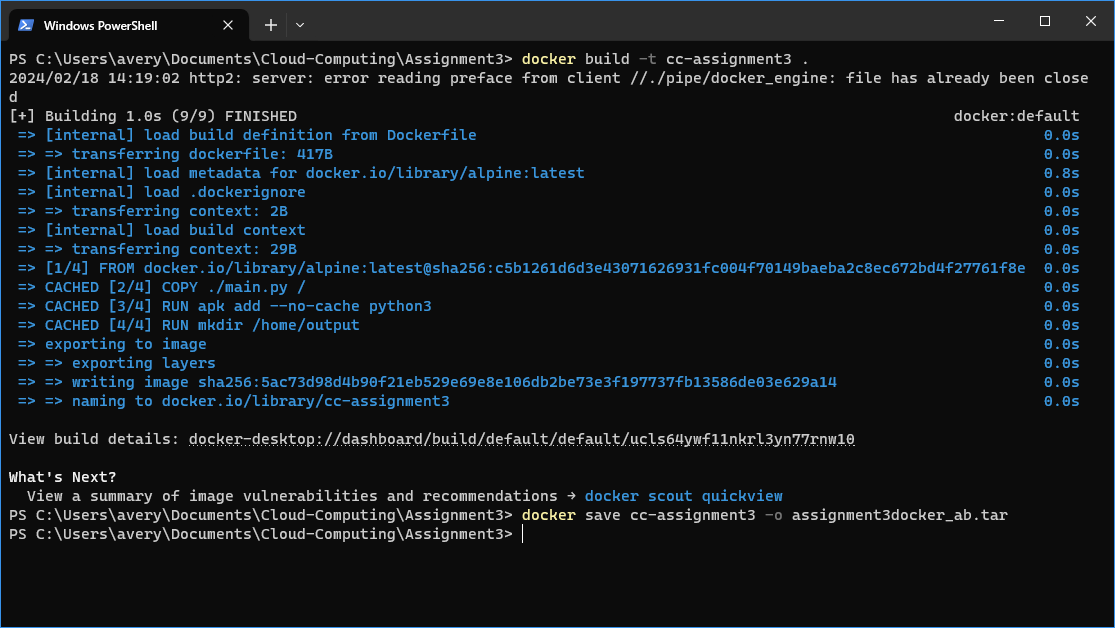 Windows PowerShell
PS C:\Users\avery\Documents\Cloud-Computing\Assignment3> docker build -t cc-assignment3 .
2024/02/18 14:19:02 http2: server: error reading preface from client //./pipe/docker_engine: file has already been close
d
[+] Building 1.0s (9/9) FINISHED docker:default
=> [internal] load build definition from Dockerfile 0.0s
=> => transferring dockerfile: 417B 0.0s
=> [internal] load metadata for docker.io/library/alpine:latest 0.8s
=> [internal] load .dockerignore 0.0s
=> => transferring context: 2B 0.0s
=> [internal] load build context 0.0s
=> => transferring context: 29B 0.0s
=> [1/4] FROM docker.io/library/alpine:latest@sha256:c5b1261d6d3e43071626931fc004f70149baeba2c8ec672bd4f27761f8e 0.0s
=> CACHED [2/4] COPY ./main.py / 0.0s
=> CACHED [3/4] RUN apk add --no-cache python3 0.0s
=> CACHED [4/4] RUN mkdir /home/output 0.0s
=> exporting to image 0.0s
=> => exporting layers 0.0s
=> => writing image sha256:5ac73d98d4b90f21eb529e69e8e106db2be73e3f197737fb13586de03e629a14 0.0s
=> => naming to docker.io/library/cc-assignment3 0.0s
View build details: docker-desktop://dashboard/build/default/default/ucls64ywf11nkrl3yn77rnw10
What's Next?
View a summary of image vulnerabilities and recommendations → docker scout quickview
PS C:\Users\avery\Documents\Cloud-Computing\Assignment3> docker save cc-assignment3 -o assignment3docker_ab.tar
PS C:\Users\avery\Documents\Cloud-Computing\Assignment3>